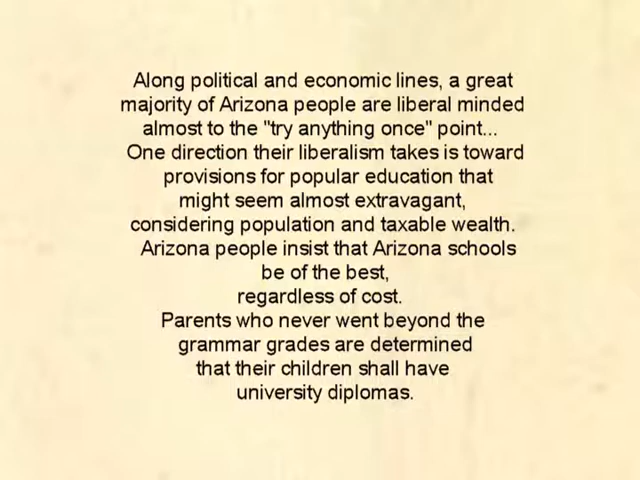 Along political and economic lines, a great
majority of Arizona people are liberal minded
almost to the "try anything once" point...
One direction their liberalism takes is toward
provisions for popular education that
might seem almost extravagant,
considering population and taxable wealth.
Arizona people insist that Arizona schools
be of the best,
regardless of cost.
Parents who never went beyond the
grammar grades are determined
that their children shall have
university diplomas.